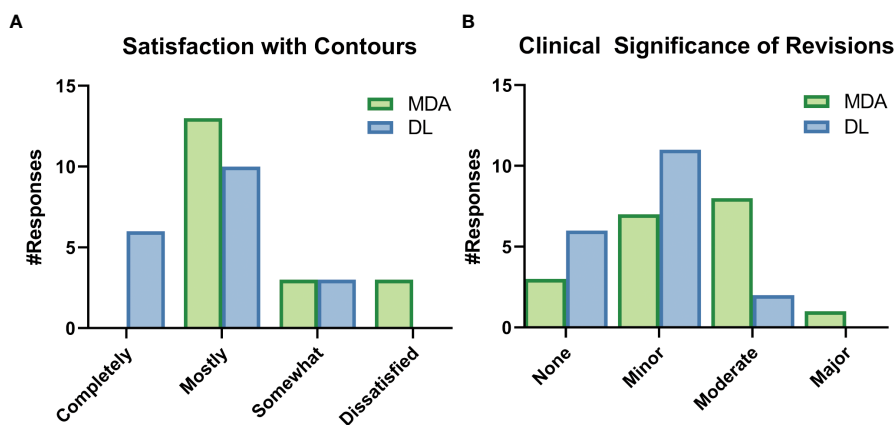 A
Satisfaction with Contours
#Responses
15
10
5
0
MDA
DL
Completely
Mostly
Somewhat
Dissatisfied
B
Clinical Significance of Revisions
#Responses
15
10
5
0
MDA
DL
None
Minor
Moderate
Major